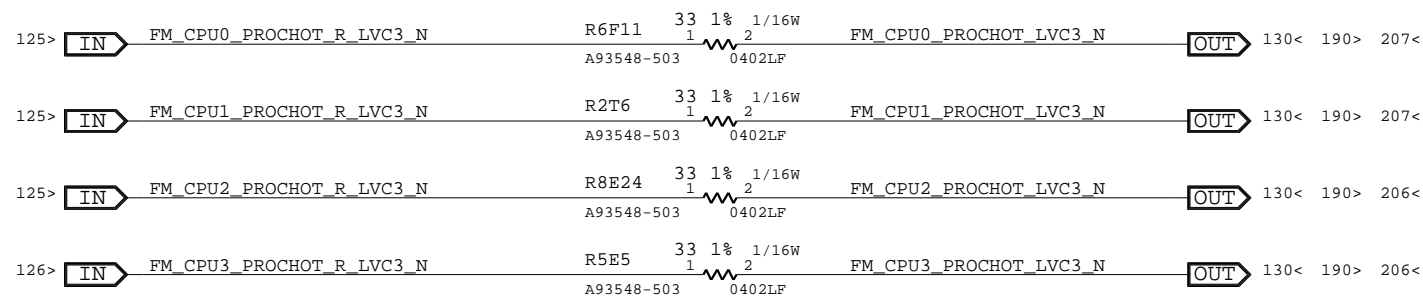 33 1% 1/16W
125> IN FM_CPU0_PROCHOT_R_LVC3_N R6F11 1 2 FM_CPU0_PROCHOT_LVC3_N OUT 130< 190> 207<
A93548-503 0402LF
33 1% 1/16W
125> IN FM_CPU1_PROCHOT_R_LVC3_N R2T6 1 2 FM_CPU1_PROCHOT_LVC3_N OUT 130< 190> 207<
A93548-503 0402LF
33 1% 1/16W
125> IN FM_CPU2_PROCHOT_R_LVC3_N R8E24 1 2 FM_CPU2_PROCHOT_LVC3_N OUT 130< 190> 206<
A93548-503 0402LF
33 1% 1/16W
126> IN FM_CPU3_PROCHOT_R_LVC3_N R5E5 1 2 FM_CPU3_PROCHOT_LVC3_N OUT 130< 190> 206<
A93548-503 0402LF